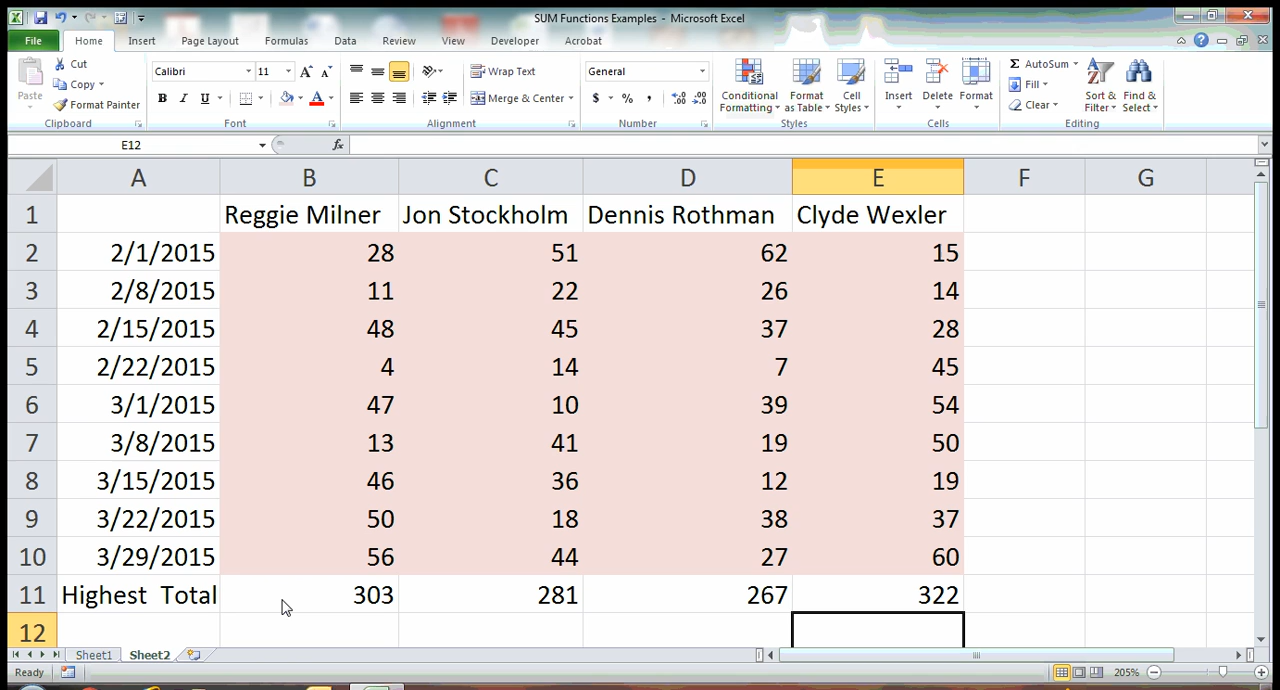 SUM Functions Examples - Microsoft Excel
File Home Insert Page Layout Formulas Data Review View Developer Acrobat
Paste
Cut
Copy
Format Painter
Clipboard
Calibri 11 A A
B I U A
Font
Wrap Text
Merge & Center
Alignment
General
$ % , .0 .00 .00 .0
Number
Conditional Formatting
Format as Table
Cell Styles
Styles
Insert Delete Format
Cells
Σ AutoSum
Fill
Clear
Sort & Filter
Find & Select
Editing
E12 fx
A B C D E F G
1 Reggie Milner Jon Stockholm Dennis Rothman Clyde Wexler
2 2/1/2015 28 51 62 15
3 2/8/2015 11 22 26 14
4 2/15/2015 48 45 37 28
5 2/22/2015 4 14 7 45
6 3/1/2015 47 10 39 54
7 3/8/2015 13 41 19 50
8 3/15/2015 46 36 12 19
9 3/22/2015 50 18 38 37
10 3/29/2015 56 44 27 60
11 Highest Total 303 281 267 322
12
Sheet1 Sheet2
Ready 205%